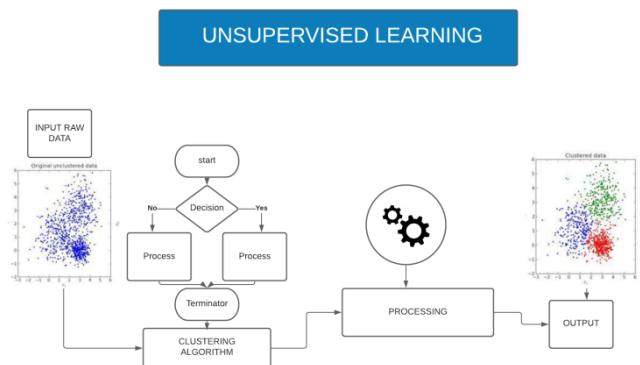 UNSUPERVISED LEARNING
INPUT RAW
DATA
Original unclustered data
start
No
Decision
Yes
Process
Process
Terminator
CLUSTERING
ALGORITHM
PROCESSING
Clustered data
OUTPUT